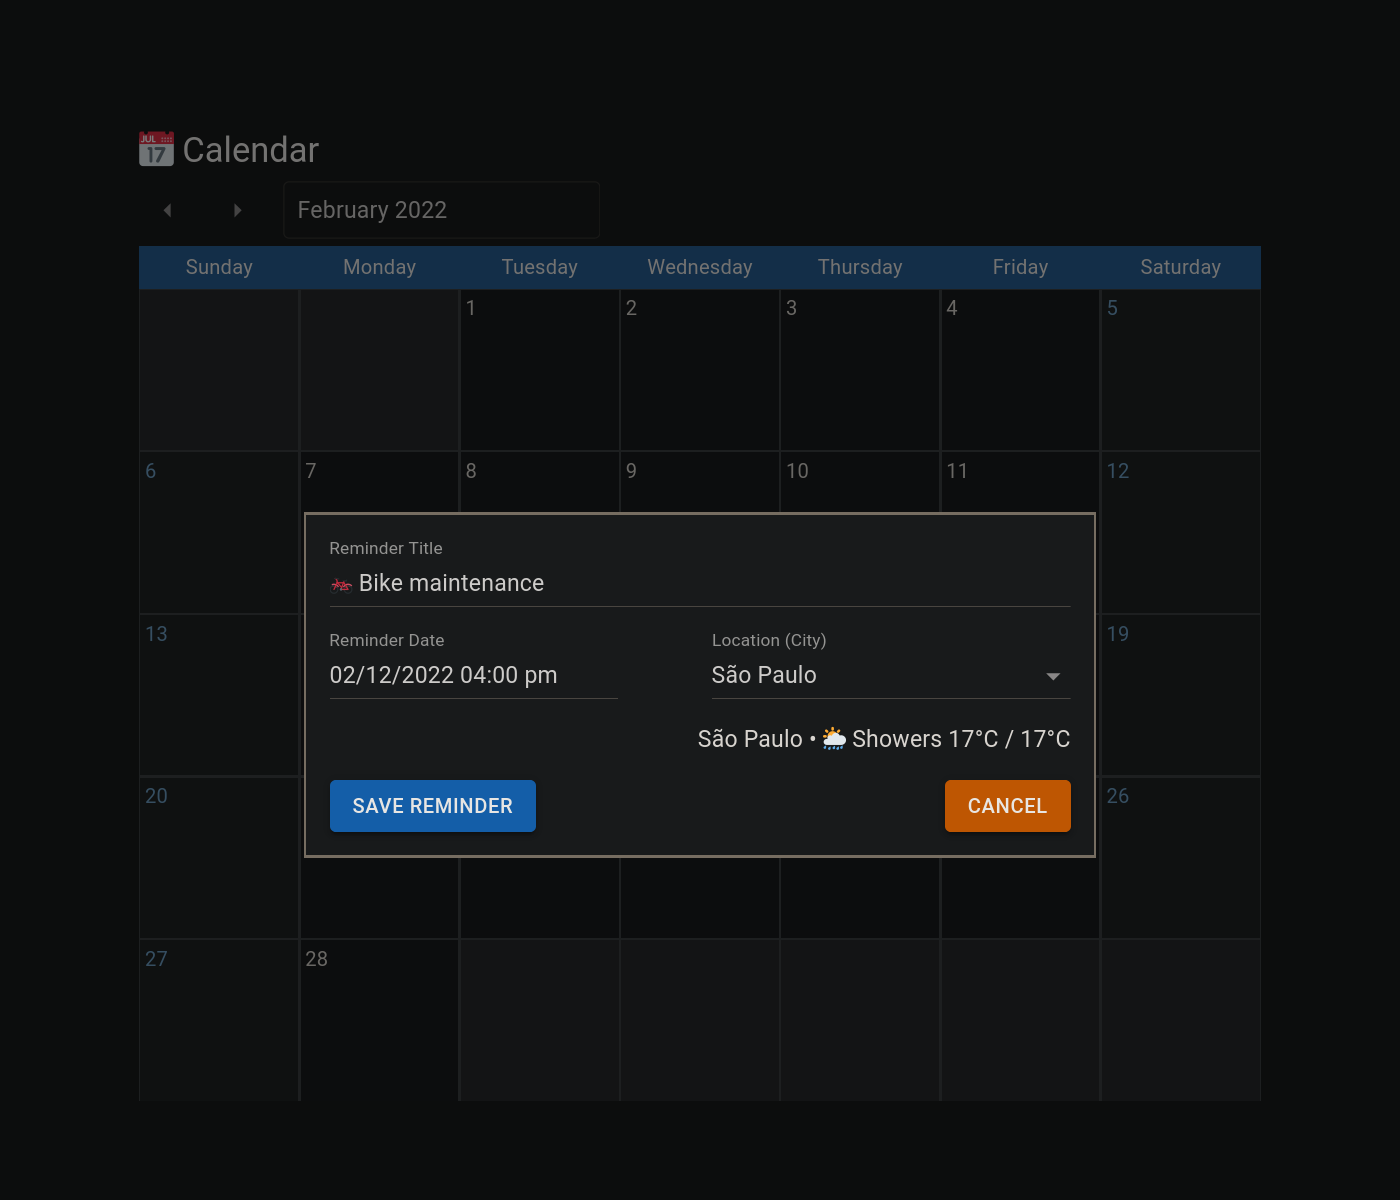 JUL
17
Calendar
February 2022
Sunday Monday Tuesday Wednesday Thursday Friday Saturday
1 2 3 4 5
6 7 8 9 10 11 12
Reminder Title
Bike maintenance
13 19
Reminder Date Location (City)
02/12/2022 04:00 pm São Paulo
São Paulo • Showers 17°C / 17°C
20 26
SAVE REMINDER CANCEL
27 28